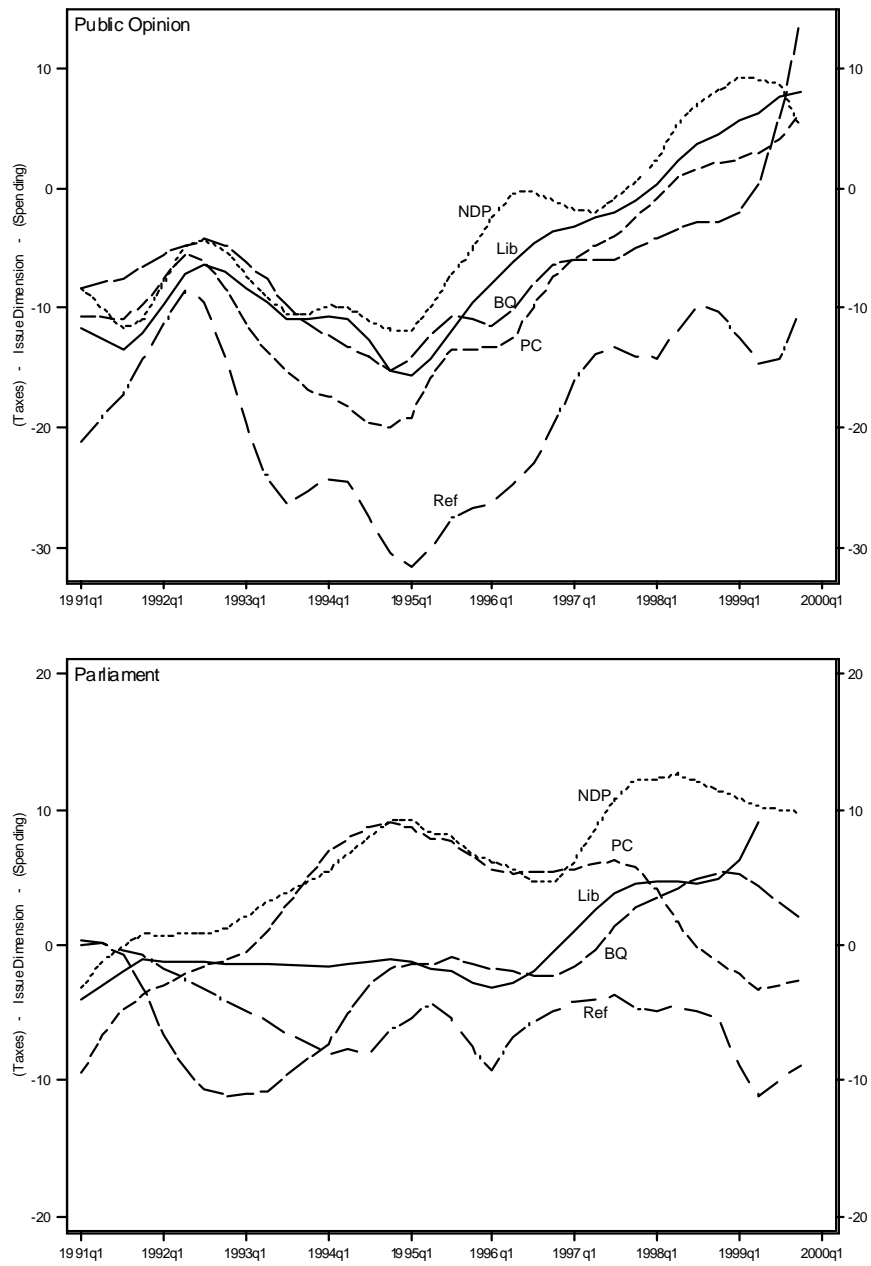 Public Opinion
10
10
0
0
-10
-10
-20
-20
-30
-30
(Taxes) - Issue Dimension - (Spending)
NDP
Lib
BQ
PC
Ref
1991q1 1992q1 1993q1 1994q1 1995q1 1996q1 1997q1 1998q1 1999q1 2000q1
Parliament
20
20
10
10
0
0
-10
-10
-20
-20
(Taxes) - Issue Dimension - (Spending)
NDP
PC
Lib
BQ
Ref
1991q1 1992q1 1993q1 1994q1 1995q1 1996q1 1997q1 1998q1 1999q1 2000q1